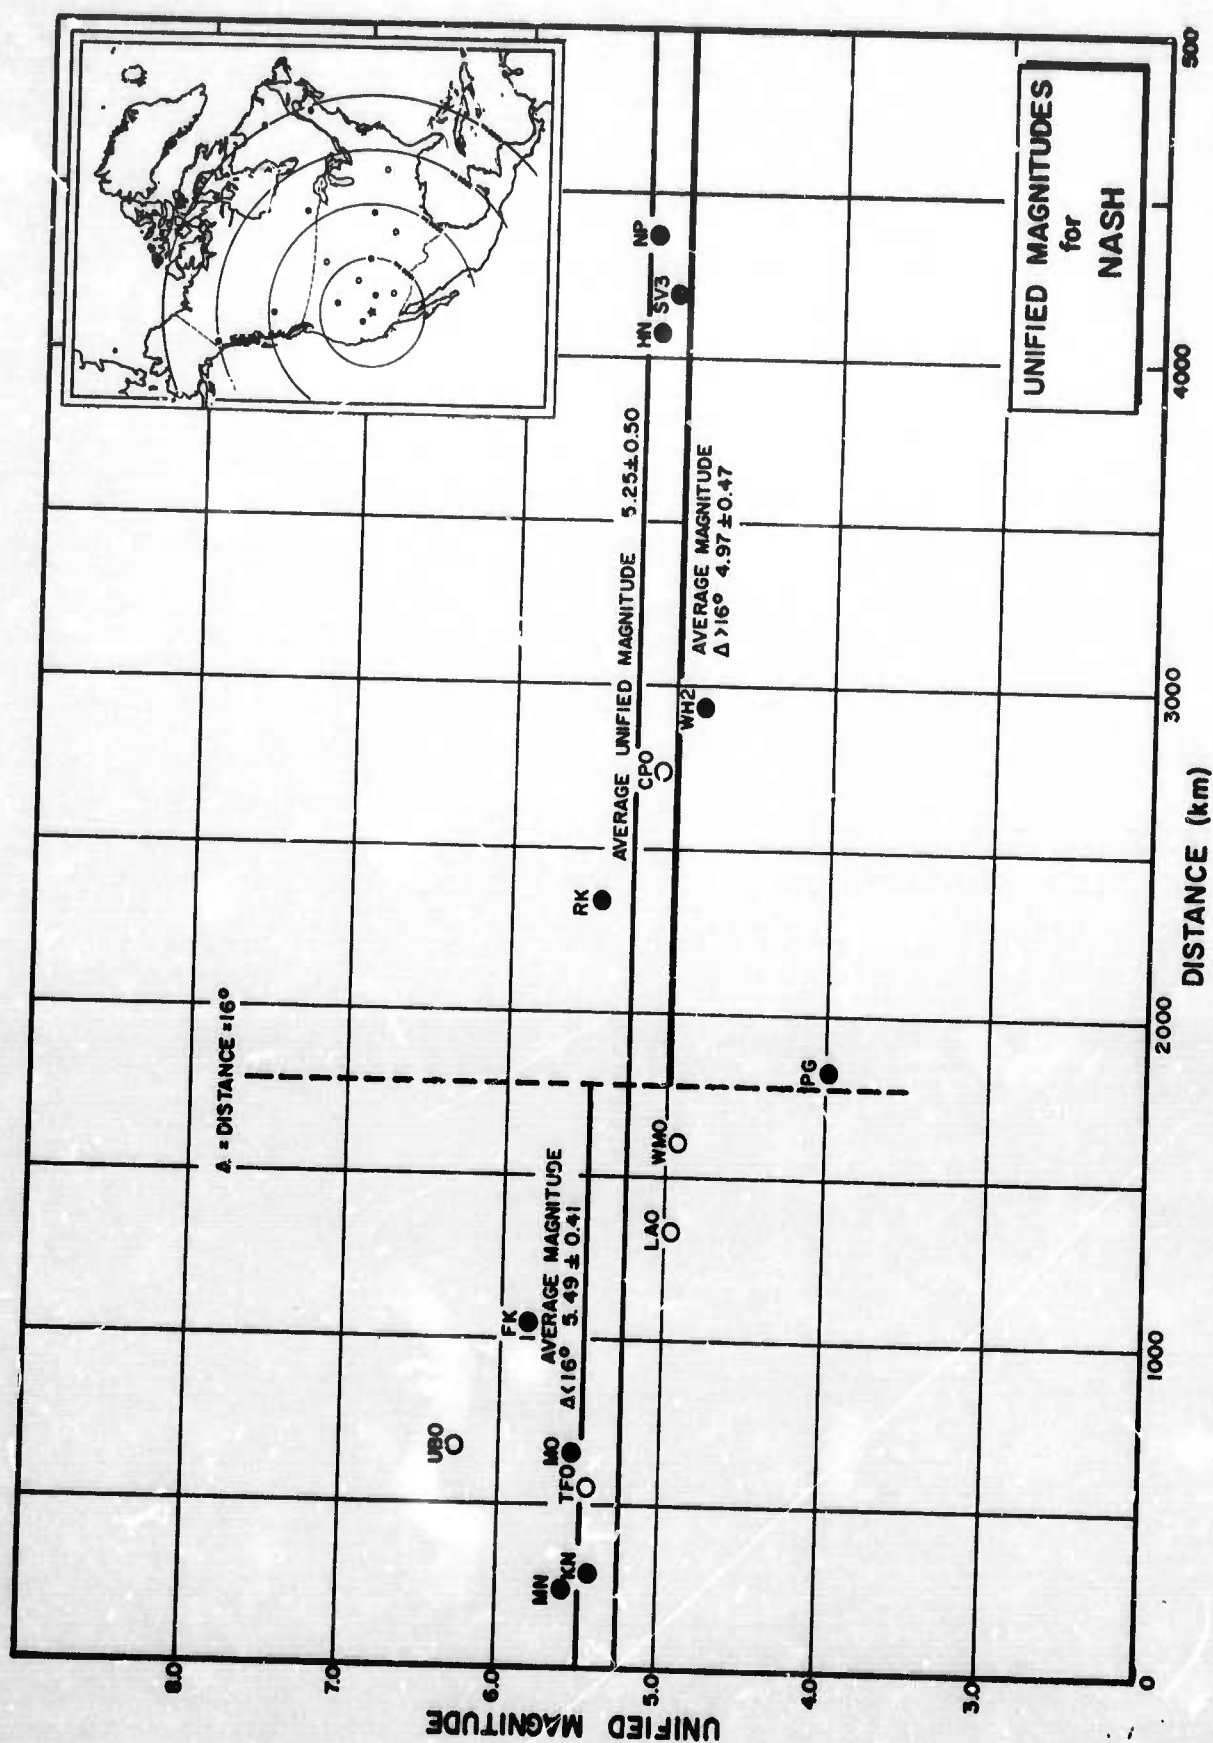 UNIFIED MAGNITUDES
for
NASH
UNIFIED MAGNITUDE
8.0
7.0
6.0
5.0
4.0
3.0
0
1000
2000
3000
4000
500
DISTANCE (km)
Δ = DISTANCE = 16°
AVERAGE UNIFIED MAGNITUDE 5.25±0.50
AVERAGE MAGNITUDE
Δ<16° 5.49 ± 0.41
AVERAGE MAGNITUDE
Δ>16° 4.97±0.47
MN
KN
TFO
MO
UBO
FK
LAO
WMO
PG
RK
CPO
WH2
HN
SV3
NP